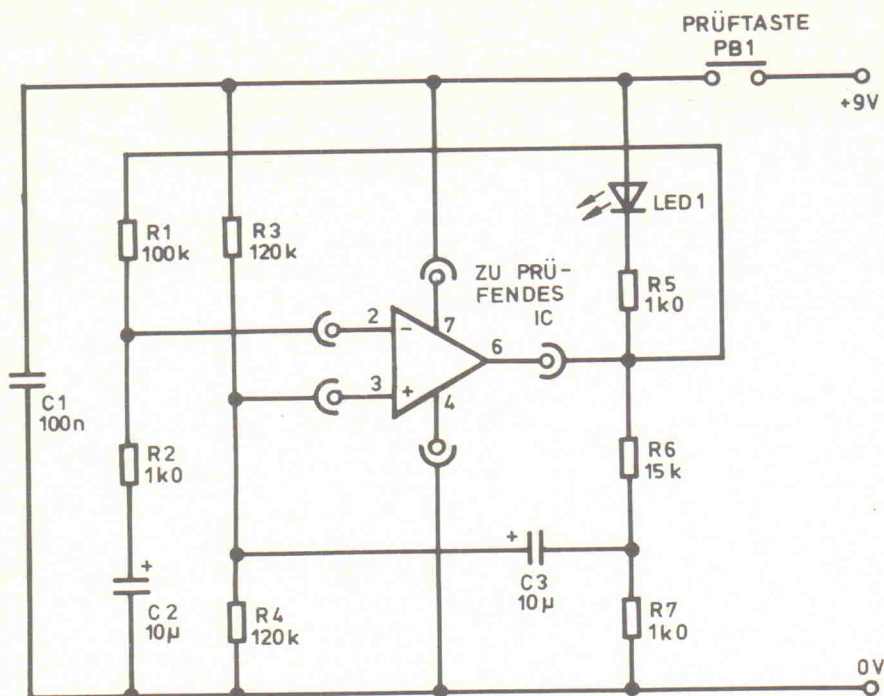 PRÜFTASTE
PB1
+9V
LED1
R1
100k
R3
120k
ZU PRÜ-
FENDES
IC
R5
1k0
2
-
7
6
3
+
4
C1
100n
R2
1k0
R6
15k
+
C2
10µ
R4
120k
+
C3
10µ
R7
1k0
0V